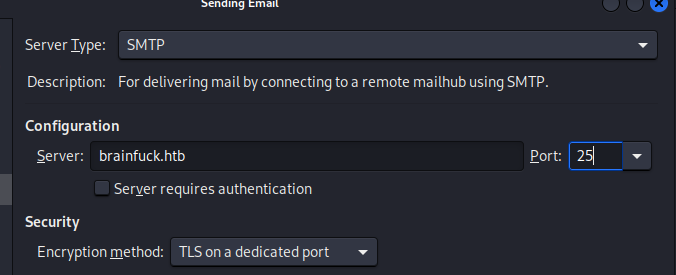 Sending Email
Server Type: SMTP
Description: For delivering mail by connecting to a remote mailhub using SMTP.
Configuration
Server: brainfuck.htb Port: 25
Server requires authentication
Security
Encryption method: TLS on a dedicated port